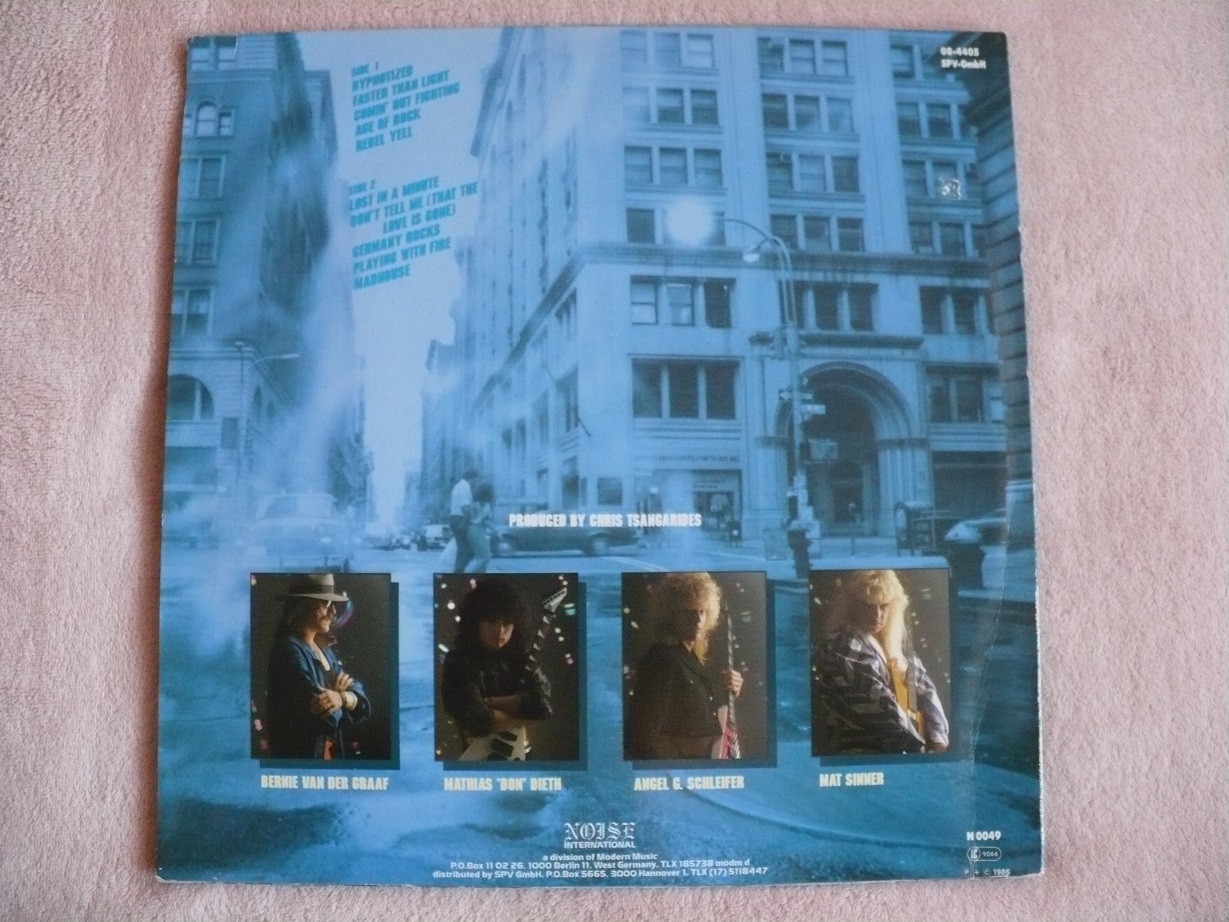 08-4405
SPV-GmbH
SIDE 1
HYPNOTIZED
FASTER THAN LIGHT
COMIN' OUT FIGHTING
AGE OF ROCK
REBEL YELL
SIDE 2
LOST IN A MINUTE
DON'T TELL ME (THAT THE
LOVE IS GONE)
GERMANY ROCKS
PLAYING WITH FIRE
MADHOUSE
PRODUCED BY CHRIS TSANGARIDES
BERNIE VAN DER GRAAF
MATHIAS "DON" DIETH
ANGEL G. SCHLEIFER
MAT SINNER
NOISE
INTERNATIONAL
a division of Modern Music
P.O.Box 11 02 26, 1000 Berlin 11, West Germany, TLX 185738 modm d
distributed by SPV GmbH, P.O.Box 5665, 3000 Hannover 1, TLX (17) 5118447
N 0049
LC 9066
P + C 1986